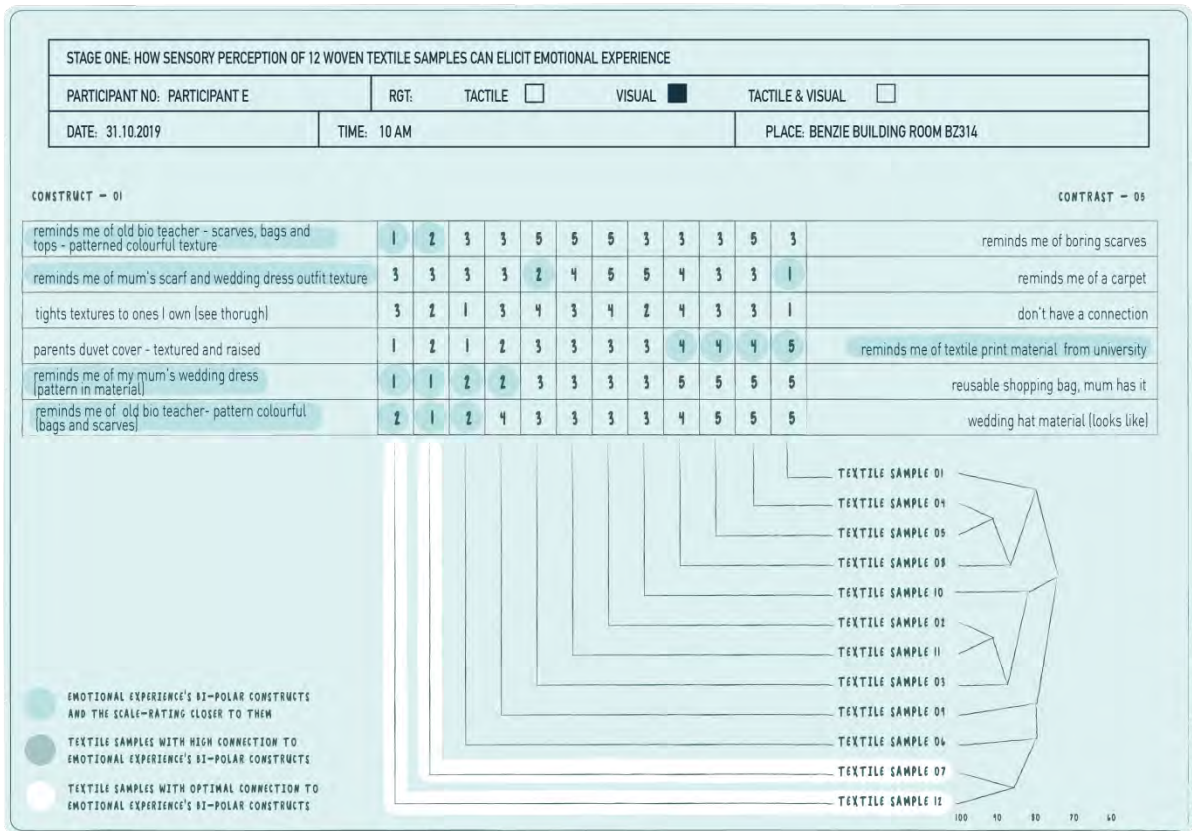 STAGE ONE: HOW SENSORY PERCEPTION OF 12 WOVEN TEXTILE SAMPLES CAN ELICIT EMOTIONAL EXPERIENCE
PARTICIPANT NO: PARTICIPANT E RGT: TACTILE VISUAL TACTILE & VISUAL
DATE: 31.10.2019 TIME: 10 AM PLACE: BENZIE BUILDING ROOM BZ314
CONSTRUCT - 01 CONTRAST - 05
reminds me of old bio teacher - scarves, bags and
tops - patterned colourful texture 1 2 3 3 5 5 5 3 3 3 5 3 reminds me of boring scarves
reminds me of mum's scarf and wedding dress outfit texture 3 3 3 3 2 4 5 5 4 3 3 1 reminds me of a carpet
tights textures to ones I own (see thorugh) 3 2 1 3 4 3 4 2 4 3 3 1 don't have a connection
parents duvet cover - textured and raised 1 2 1 2 3 3 3 3 4 4 4 5 reminds me of textile print material from university
reminds me of my mum's wedding dress
(pattern in material) 1 1 2 2 3 3 3 3 5 5 5 5 reusable shopping bag, mum has it
reminds me of old bio teacher- pattern colourful
(bags and scarves) 2 1 2 4 3 3 3 3 4 5 5 5 wedding hat material (looks like)
TEXTILE SAMPLE 01
TEXTILE SAMPLE 04
TEXTILE SAMPLE 05
TEXTILE SAMPLE 08
TEXTILE SAMPLE 10
TEXTILE SAMPLE 02
TEXTILE SAMPLE 11
TEXTILE SAMPLE 03
TEXTILE SAMPLE 09
TEXTILE SAMPLE 06
TEXTILE SAMPLE 07
TEXTILE SAMPLE 12
EMOTIONAL EXPERIENCE'S BI-POLAR CONSTRUCTS
AND THE SCALE-RATING CLOSER TO THEM
TEXTILE SAMPLES WITH HIGH CONNECTION TO
EMOTIONAL EXPERIENCE'S BI-POLAR CONSTRUCTS
TEXTILE SAMPLES WITH OPTIMAL CONNECTION TO
EMOTIONAL EXPERIENCE'S BI-POLAR CONSTRUCTS
100 90 80 70 60